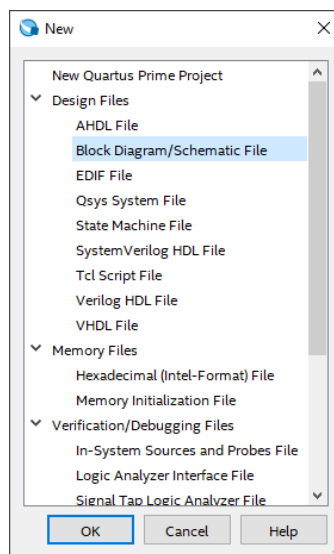 New
New Quartus Prime Project
Design Files
AHDL File
Block Diagram/Schematic File
EDIF File
Qsys System File
State Machine File
SystemVerilog HDL File
Tcl Script File
Verilog HDL File
VHDL File
Memory Files
Hexadecimal (Intel-Format) File
Memory Initialization File
Verification/Debugging Files
In-System Sources and Probes File
Logic Analyzer Interface File
Signal Tap Logic Analyzer File
OK Cancel Help